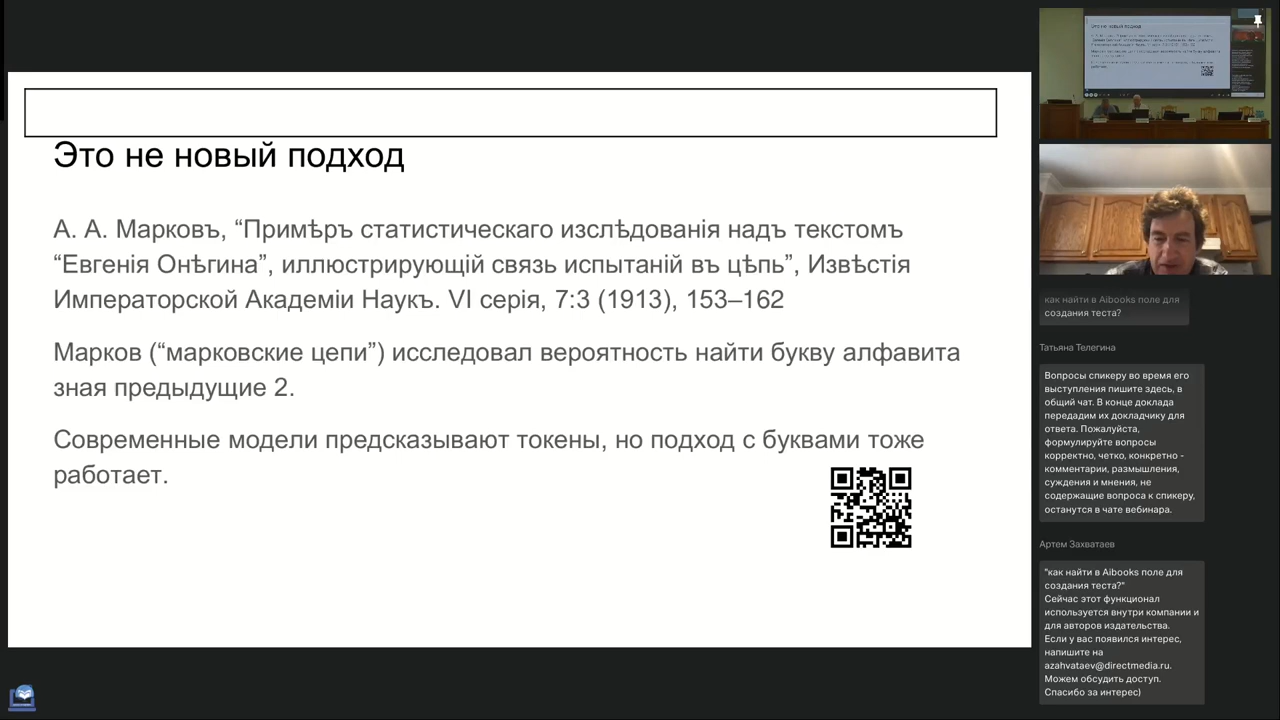 Это не новый подход
А. А. Марковъ, “Примѣръ статистическаго изслѣдованія надъ текстомъ
“Евгенія Онѣгина”, иллюстрирующій связь испытаній въ цѣпь”, Извѣстія
Императорской Академіи Наукъ. VI серія, 7:3 (1913), 153–162
Марков (“марковские цепи”) исследовал вероятность найти букву алфавита
зная предыдущие 2.
Современные модели предсказывают токены, но подход с буквами тоже
работает.
Это не новый подход
как найти в Aibooks поле для
создания теста?
Татьяна Телегина
Вопросы спикеру во время его
выступления пишите здесь, в
общий чат. В конце доклада
передадим их докладчику для
ответа. Пожалуйста,
формулируйте вопросы
корректно, четко, конкретно -
комментарии, размышления,
суждения и мнения, не
содержащие вопроса к спикеру,
останутся в чате вебинара.
Артем Захватаев
"как найти в Aibooks поле для
создания теста?"
Сейчас этот функционал
используется внутри компании и
для авторов издательства.
Если у вас появился интерес,
напишите на
azahvataev@directmedia.ru.
Можем обсудить доступ.
Спасибо за интерес)